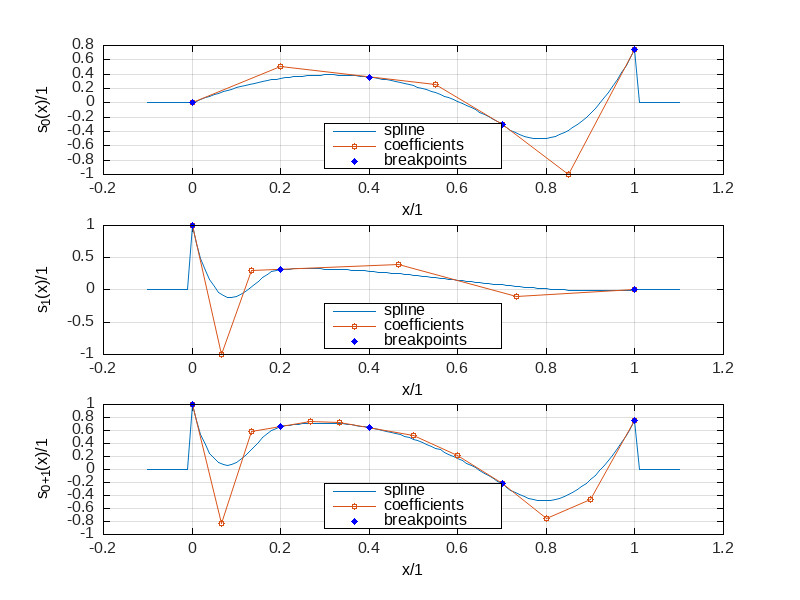 0.8
0.6
0.4
0.2
0
-0.2
-0.4
-0.6
-0.8
-1
s0(x)/1
spline
coefficients
breakpoints
-0.2 0 0.2 0.4 0.6 0.8 1 1.2
x/1
1
0.5
0
-0.5
-1
s1(x)/1
spline
coefficients
breakpoints
-0.2 0 0.2 0.4 0.6 0.8 1 1.2
x/1
1
0.8
0.6
0.4
0.2
0
-0.2
-0.4
-0.6
-0.8
-1
s0+1(x)/1
spline
coefficients
breakpoints
-0.2 0 0.2 0.4 0.6 0.8 1 1.2
x/1